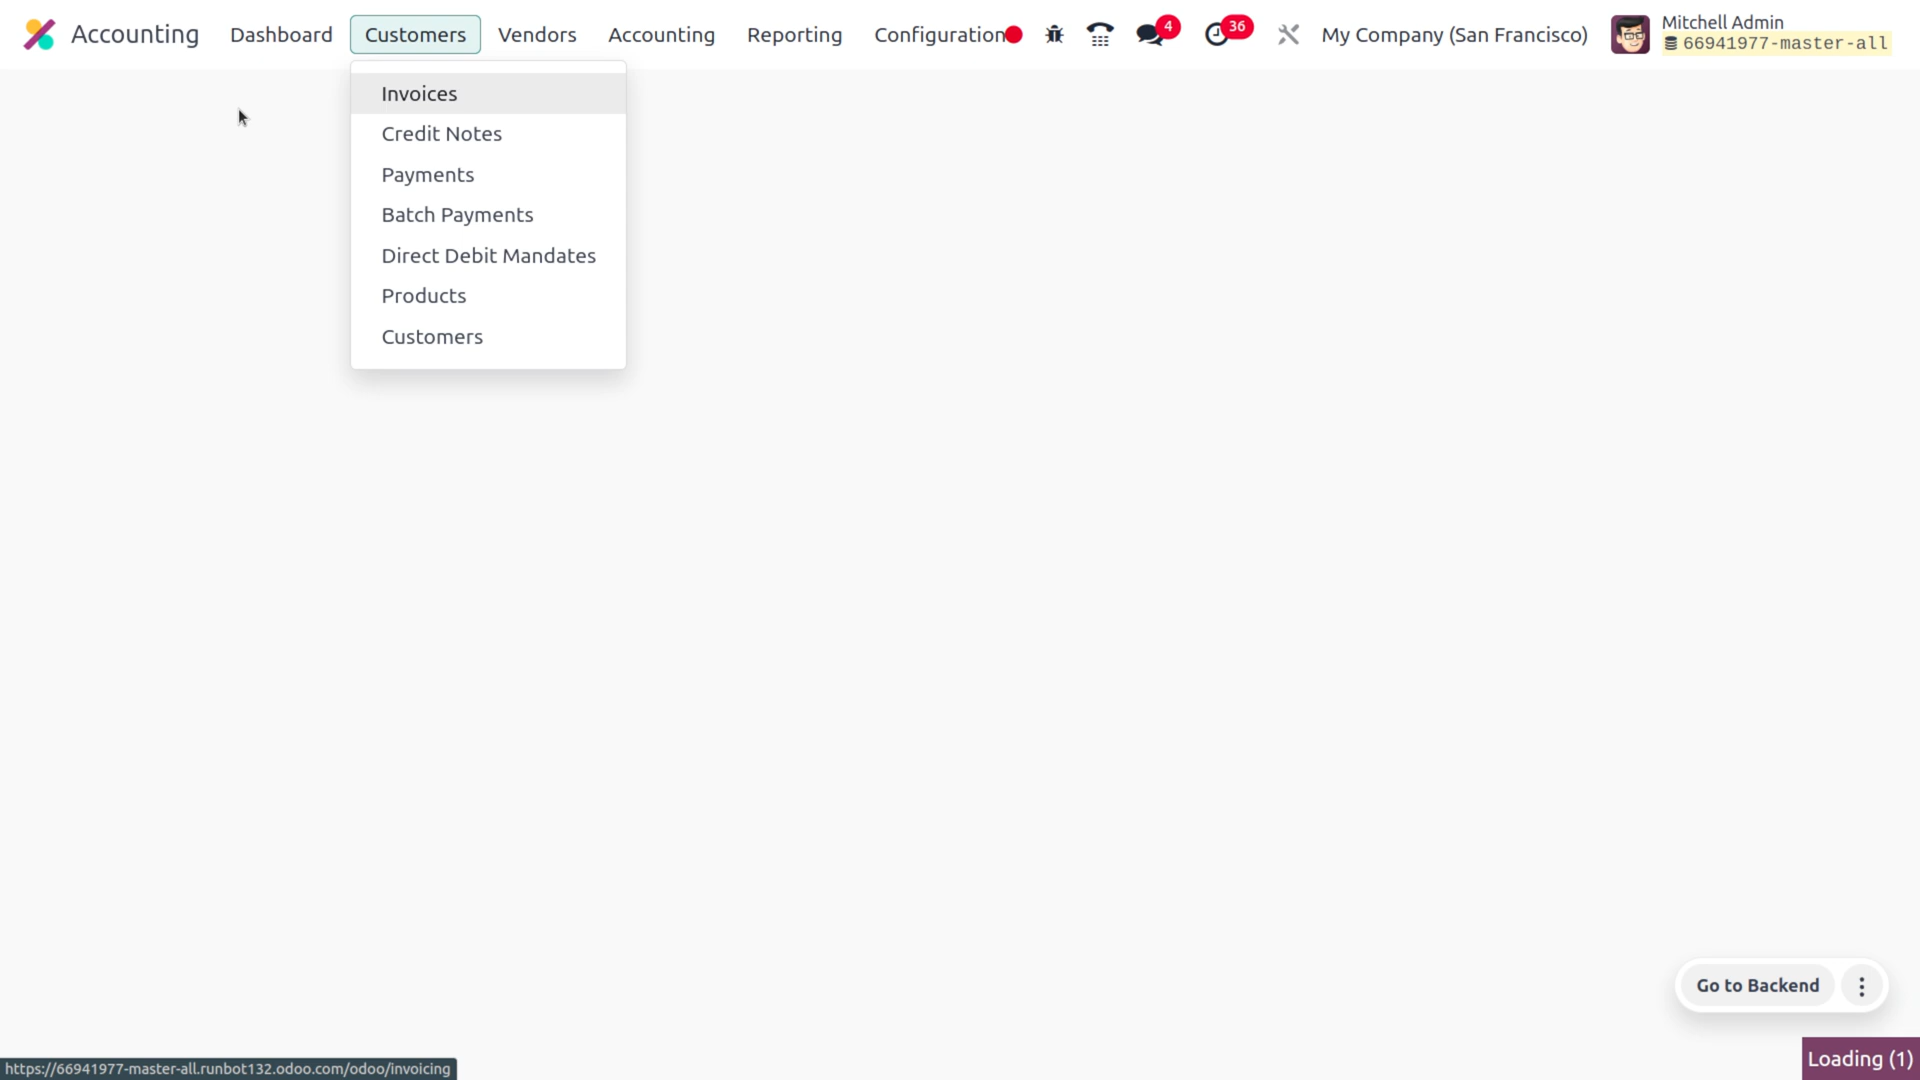 Accounting
Dashboard
Customers
Vendors
Accounting
Reporting
Configuration
4
36
My Company (San Francisco)
Mitchell Admin
66941977-master-all
Invoices
Credit Notes
Payments
Batch Payments
Direct Debit Mandates
Products
Customers
Go to Backend
https://66941977-master-all.runbot132.odoo.com/odoo/invoicing
Loading (1)